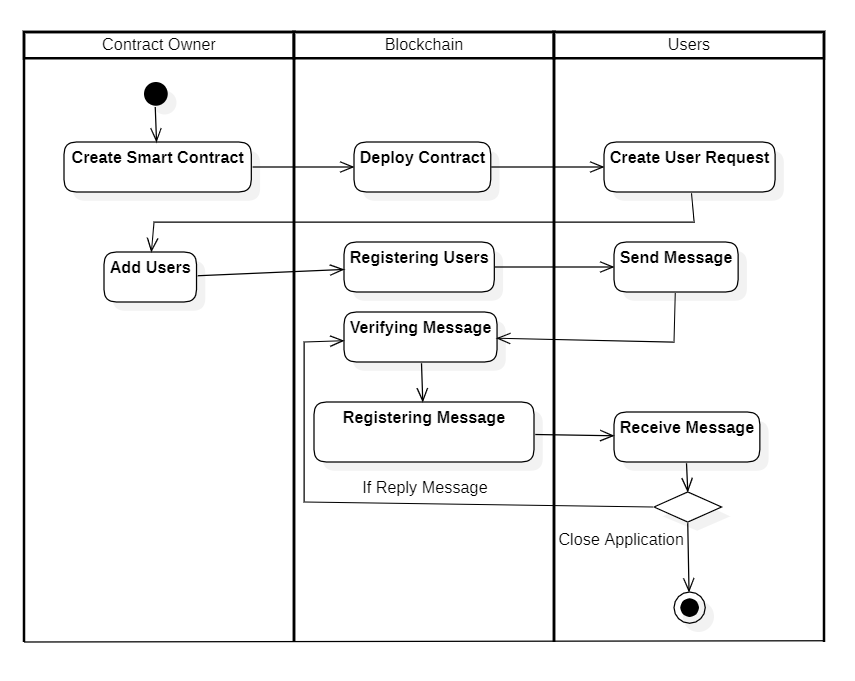 Contract Owner
Blockchain
Users
Create Smart Contract
Deploy Contract
Create User Request
Add Users
Registering Users
Send Message
Verifying Message
Registering Message
Receive Message
If Reply Message
Close Application